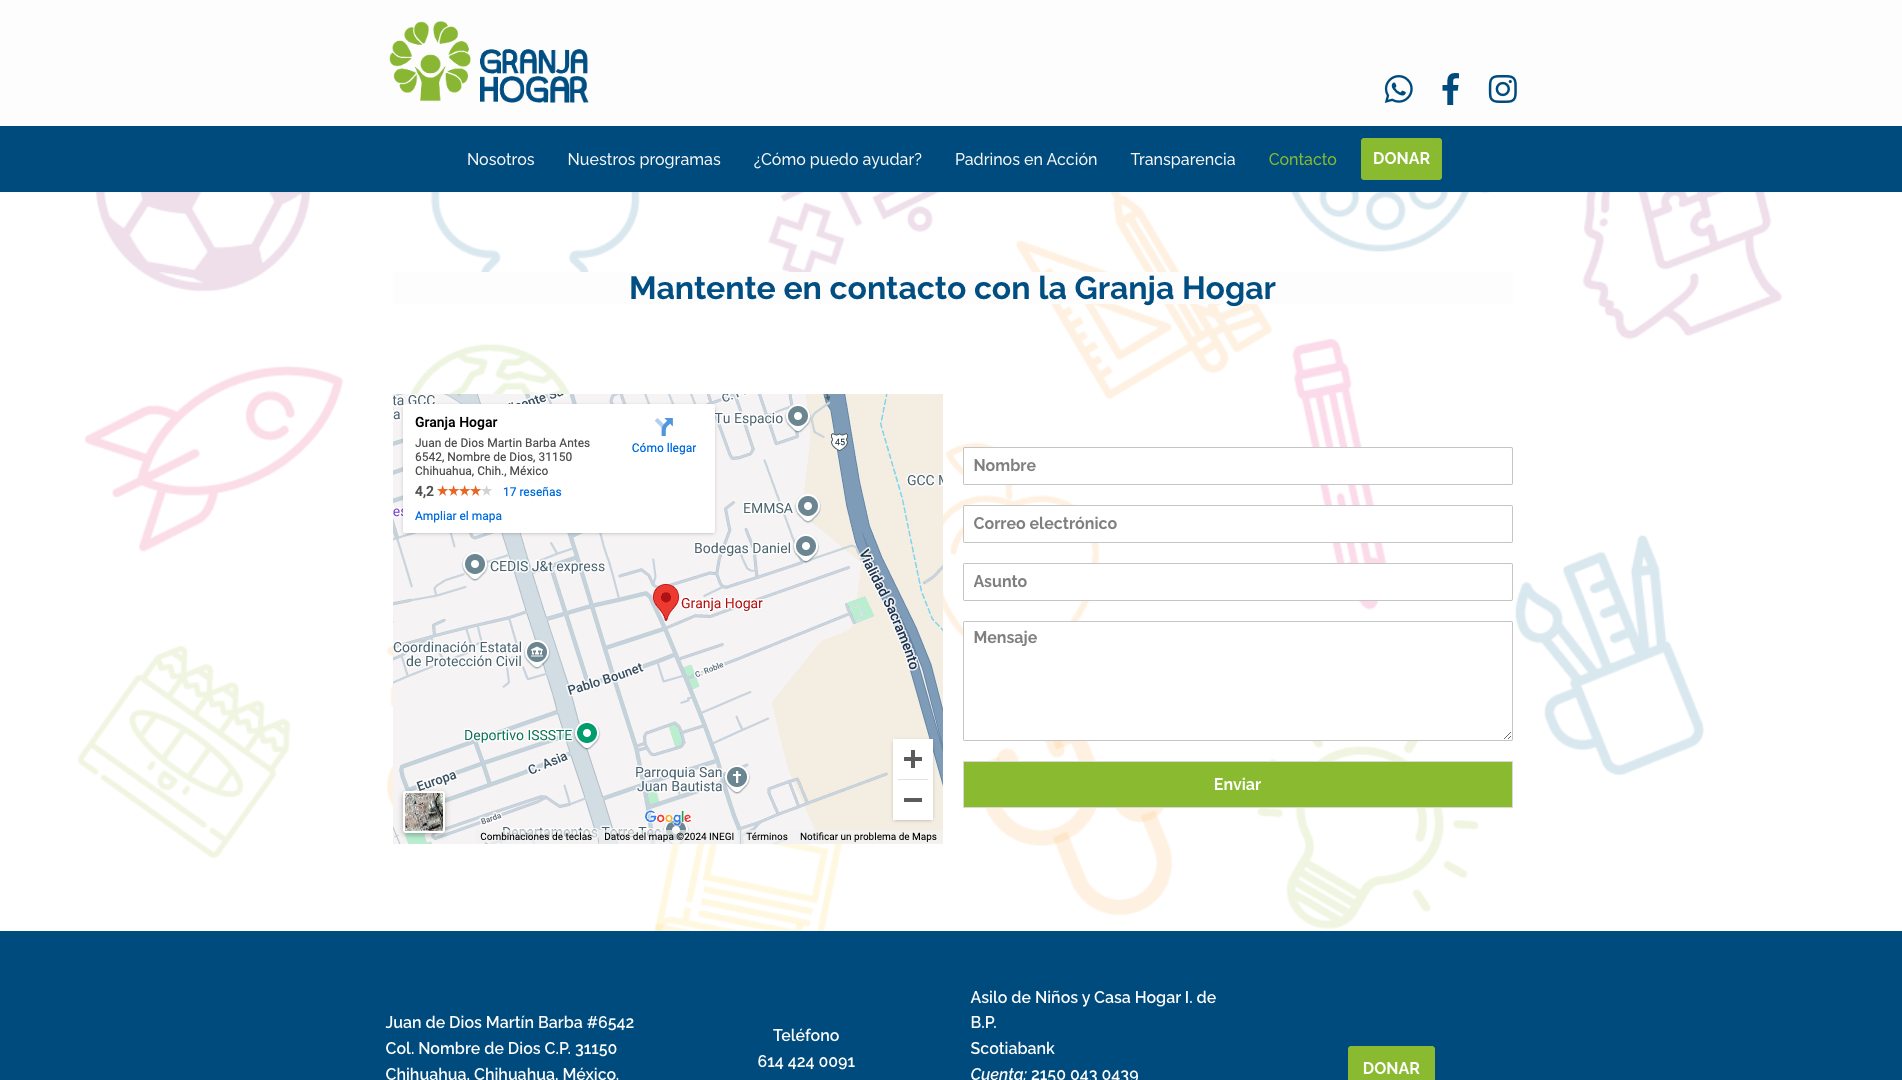 GRANJA
HOGAR
Nosotros
Nuestros programas
¿Cómo puedo ayudar?
Padrinos en Acción
Transparencia
Contacto
DONAR
Mantente en contacto con la Granja Hogar
ta GCC
Granja Hogar
Juan de Dios Martin Barba Antes
6542, Nombre de Dios, 31150
Chihuahua, Chih., México
4,2
17 reseñas
Ampliar el mapa
Cómo llegar
Tu Espacio
45
GCC
EMMSA
Bodegas Daniel
CEDIS J&t express
Vialidad Sacramento
Granja Hogar
Coordinación Estatal
de Protección Civil
Pablo Bounet
C. Roble
Deportivo ISSSTE
C. Asia
Europa
Parroquia San
Juan Bautista
Barda
Google
Combinaciones de teclas
Datos del mapa ©2024 INEGI
Términos
Notificar un problema de Maps
Nombre
Correo electrónico
Asunto
Mensaje
Enviar
Juan de Dios Martín Barba #6542
Col. Nombre de Dios C.P. 31150
Chihuahua, Chihuahua, México.
Teléfono
614 424 0091
Asilo de Niños y Casa Hogar I. de
B.P.
Scotiabank
Cuenta: 2150 043 0439
DONAR